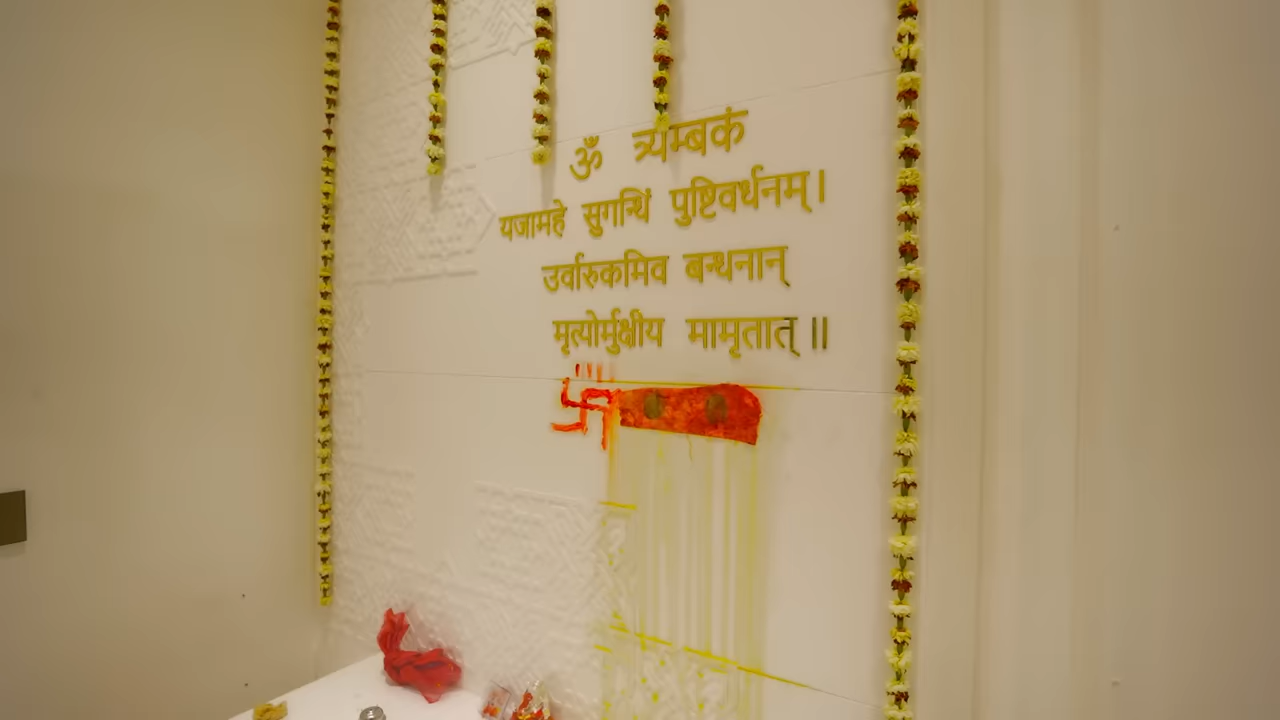 ॐ त्र्यम्बकं
यजामहे सुगन्धिं पुष्टिवर्धनम्।
उर्वारुकमिव बन्धनान्
मृत्योर्मुक्षीय मामृतात् ॥